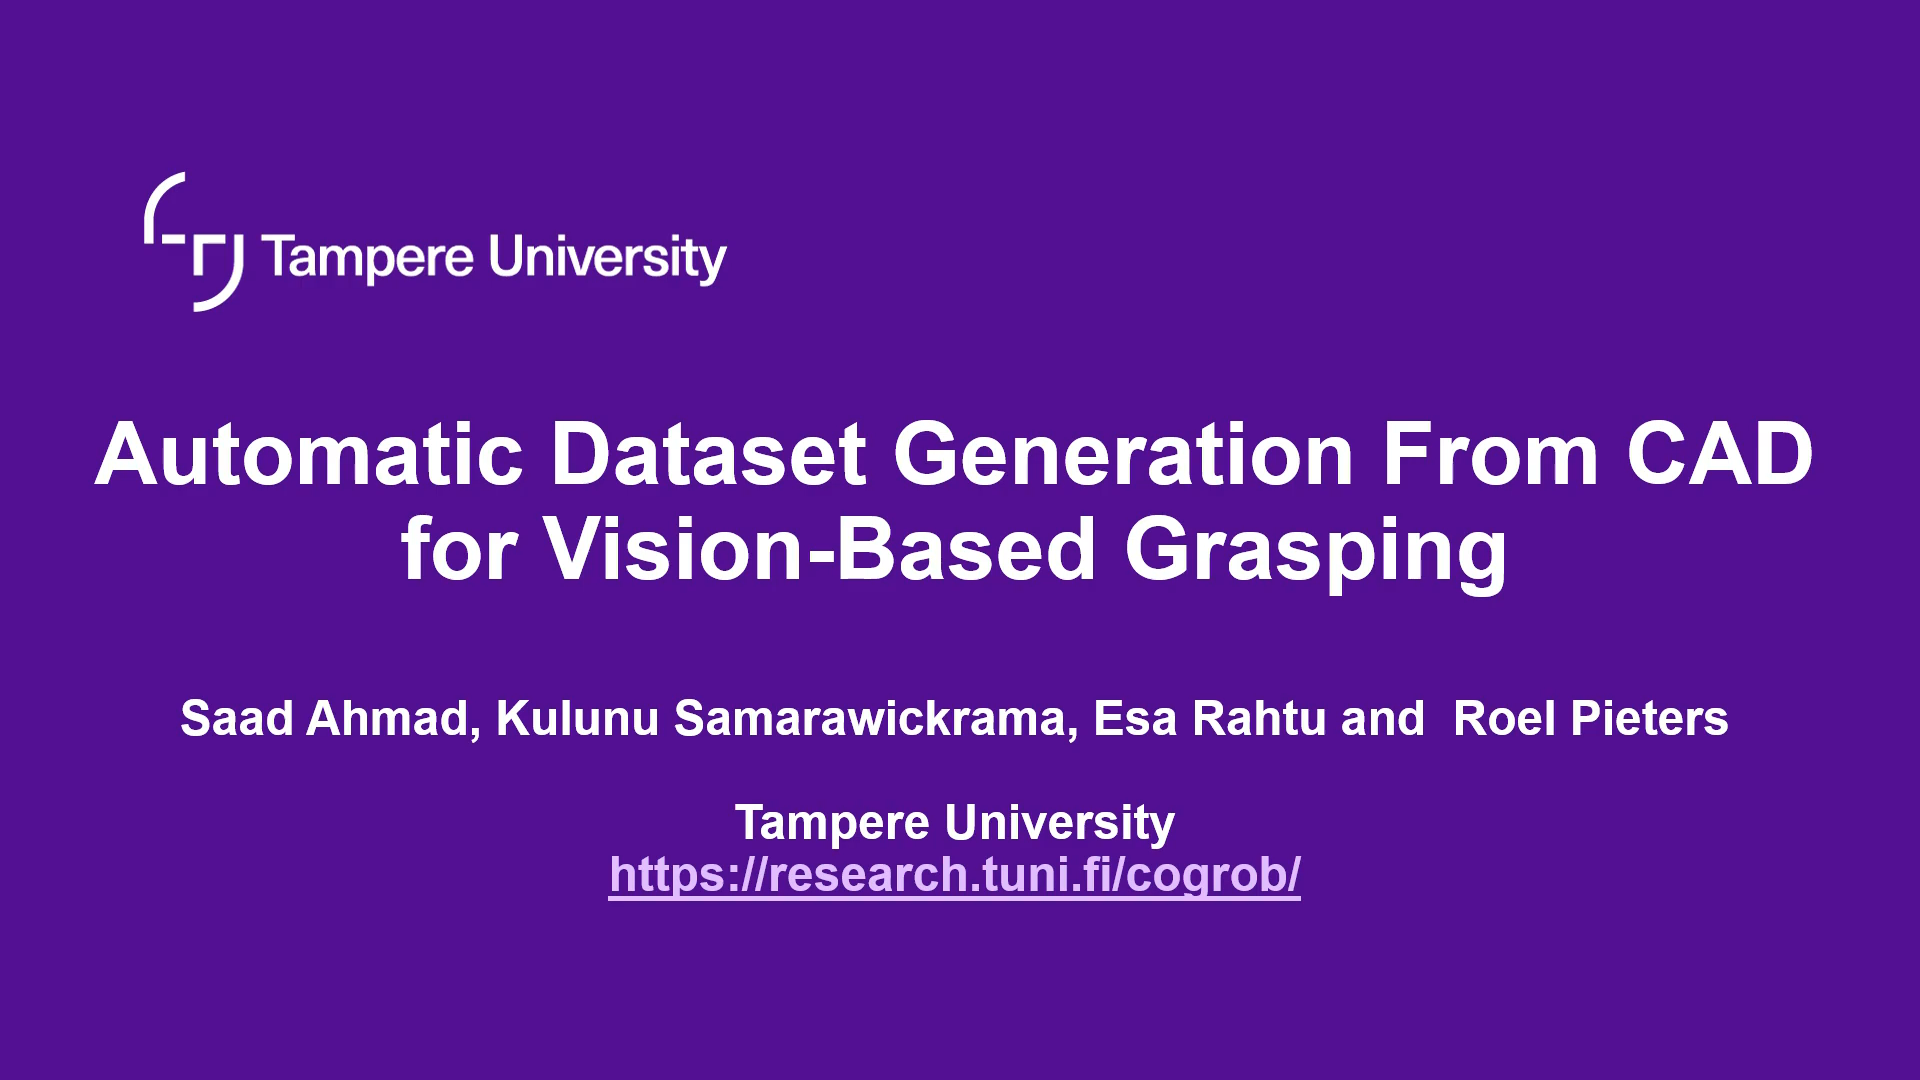 Tampere University
Automatic Dataset Generation From CAD
for Vision-Based Grasping
Saad Ahmad, Kulunu Samarawickrama, Esa Rahtu and  Roel Pieters
Tampere University
https://research.tuni.fi/cogrob/